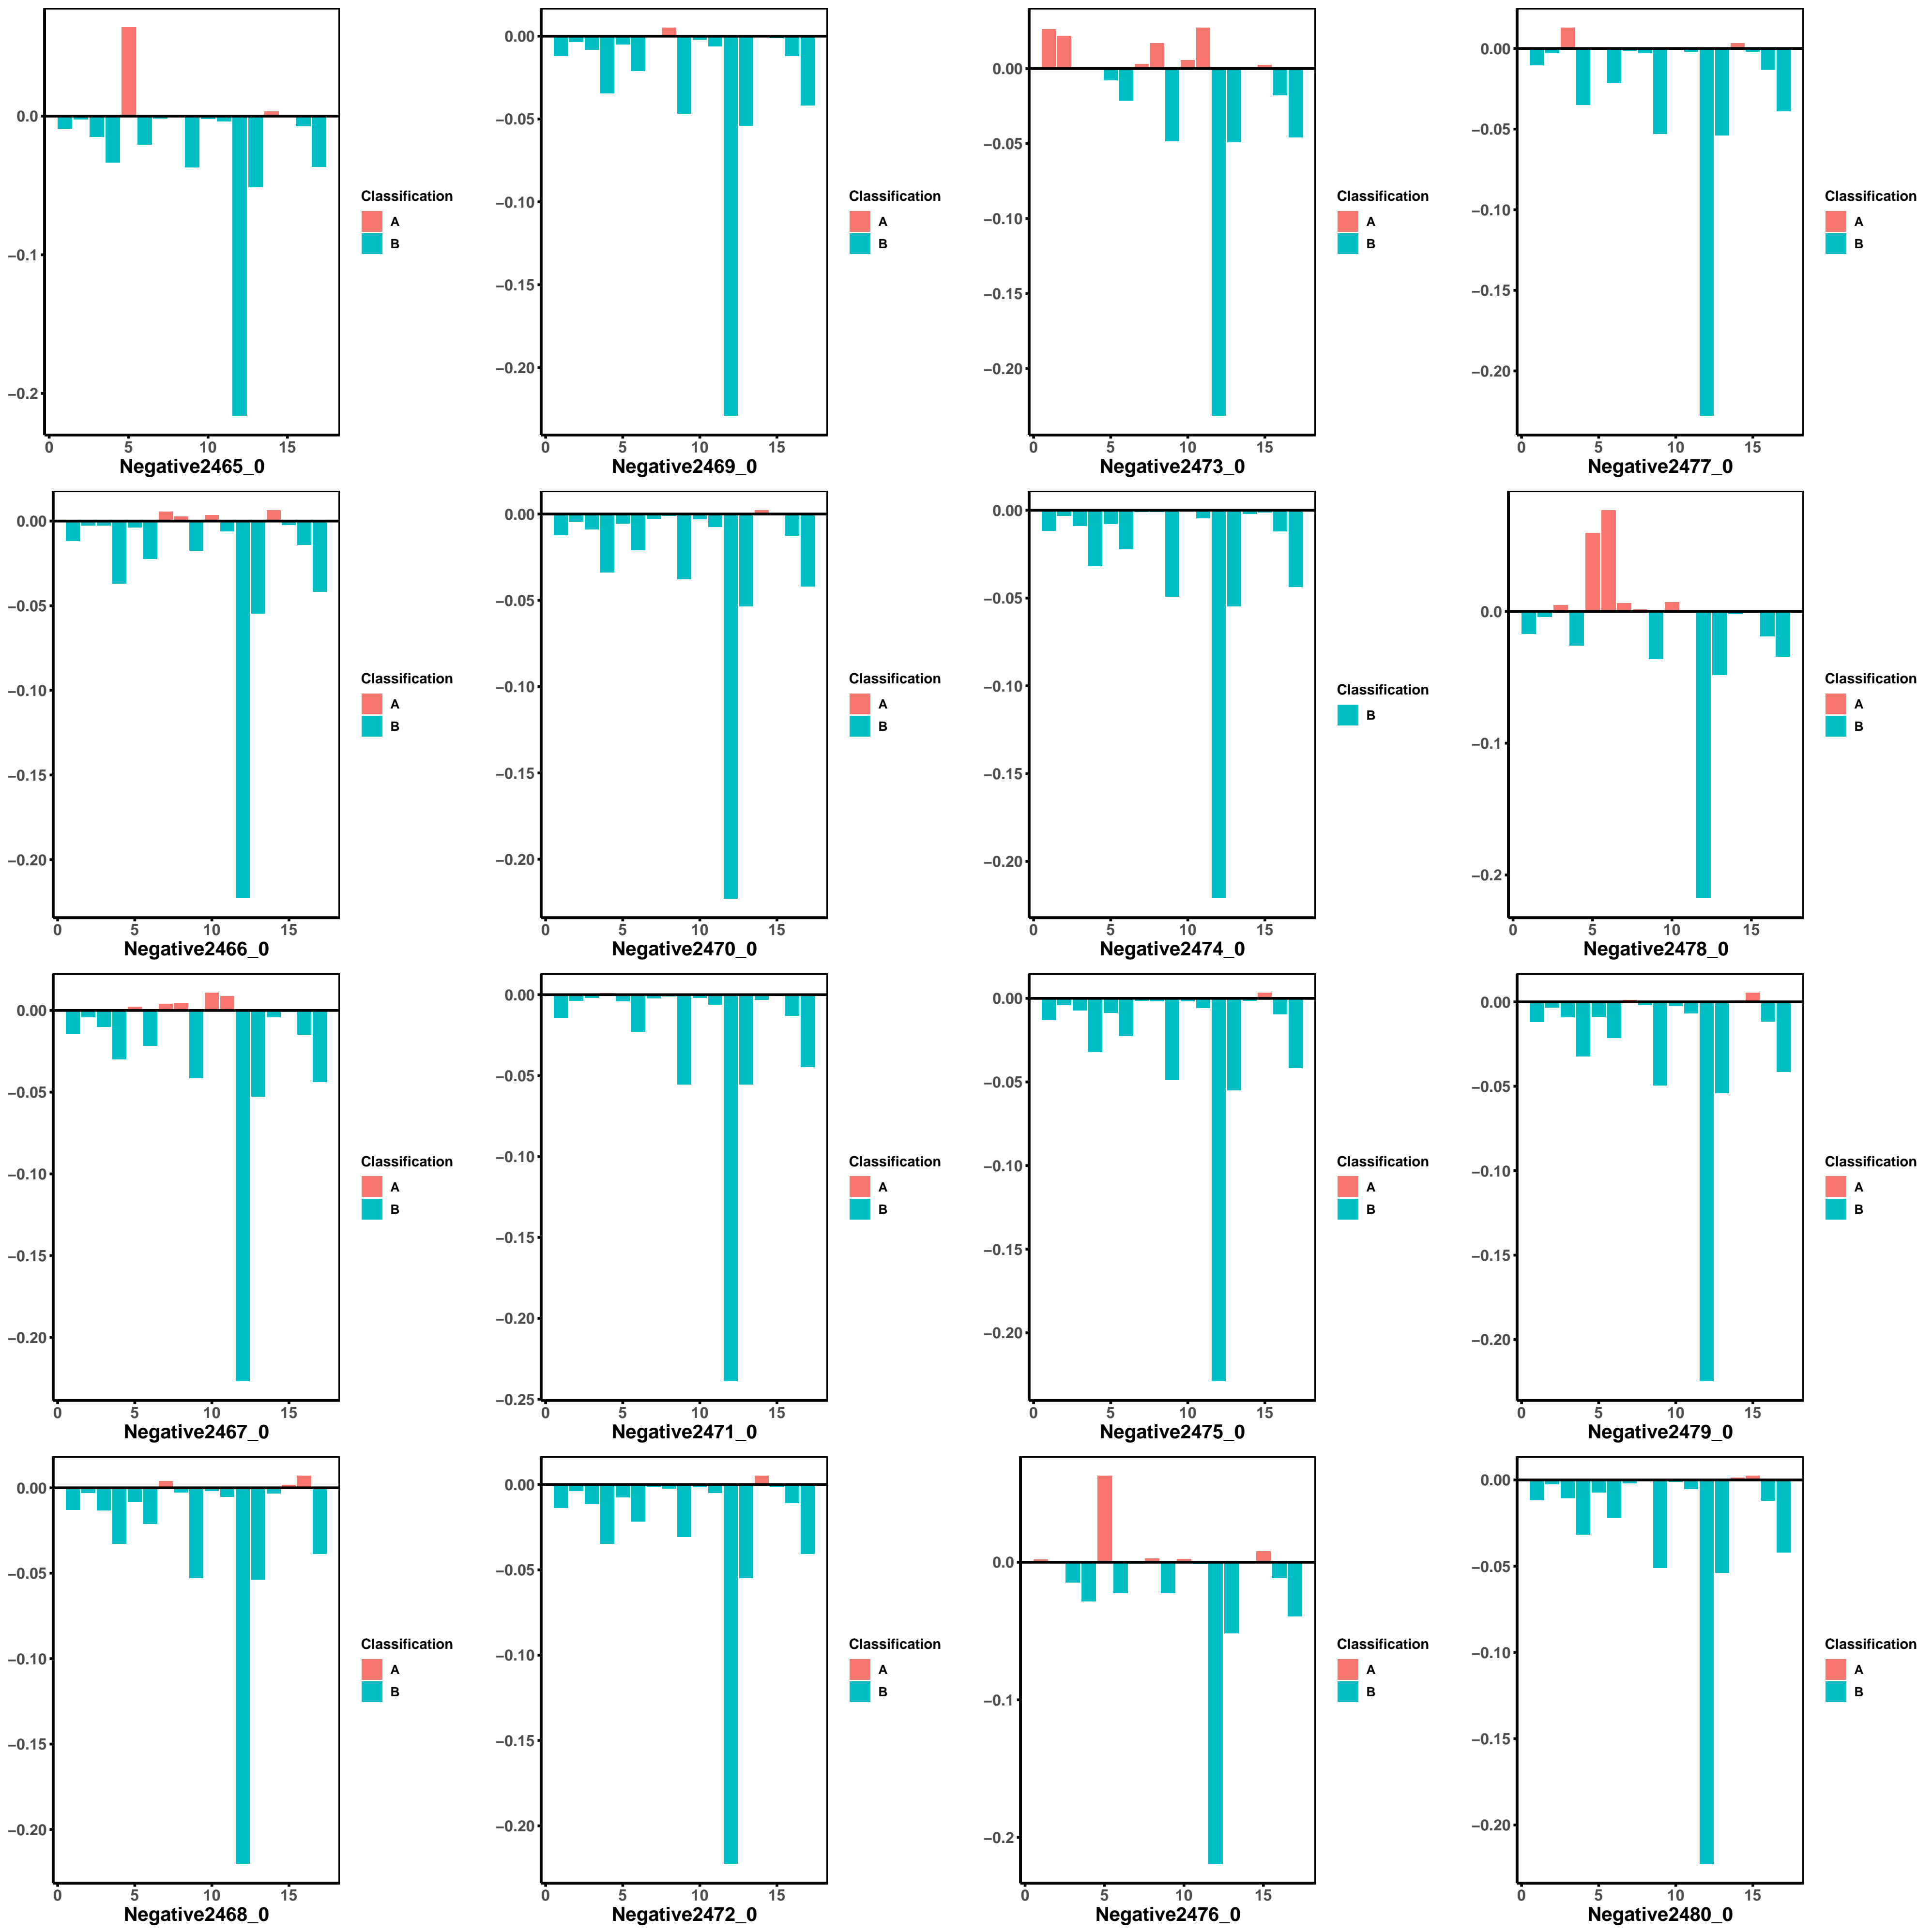 0.0
−0.1
−0.2
0 5 10 15
Negative2465_0
Classification
A
B
0.00
−0.05
−0.10
−0.15
−0.20
0 5 10 15
Negative2469_0
Classification
A
B
0.00
−0.05
−0.10
−0.15
−0.20
0 5 10 15
Negative2473_0
Classification
A
B
0.00
−0.05
−0.10
−0.15
−0.20
0 5 10 15
Negative2477_0
Classification
A
B
0.00
−0.05
−0.10
−0.15
−0.20
0 5 10 15
Negative2466_0
Classification
A
B
0.00
−0.05
−0.10
−0.15
−0.20
0 5 10 15
Negative2470_0
Classification
A
B
0.00
−0.05
−0.10
−0.15
−0.20
0 5 10 15
Negative2474_0
Classification
B
0.0
−0.1
−0.2
0 5 10 15
Negative2478_0
Classification
A
B
0.00
−0.05
−0.10
−0.15
−0.20
0 5 10 15
Negative2467_0
Classification
A
B
0.00
−0.05
−0.10
−0.15
−0.20
−0.25
0 5 10 15
Negative2471_0
Classification
A
B
0.00
−0.05
−0.10
−0.15
−0.20
0 5 10 15
Negative2475_0
Classification
A
B
0.00
−0.05
−0.10
−0.15
−0.20
0 5 10 15
Negative2479_0
Classification
A
B
0.00
−0.05
−0.10
−0.15
−0.20
0 5 10 15
Negative2468_0
Classification
A
B
0.00
−0.05
−0.10
−0.15
−0.20
0 5 10 15
Negative2472_0
Classification
A
B
0.0
−0.1
−0.2
0 5 10 15
Negative2476_0
Classification
A
B
0.00
−0.05
−0.10
−0.15
−0.20
0 5 10 15
Negative2480_0
Classification
A
B